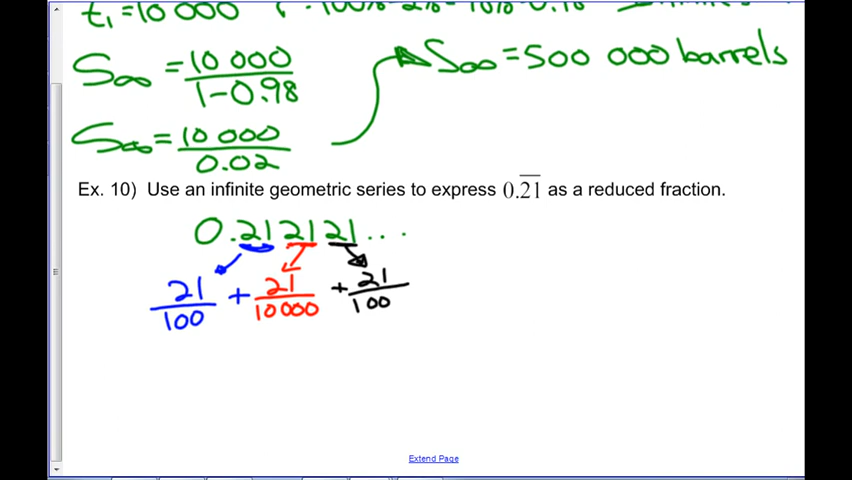 t₁ = 10 000
S∞ = 10 000 / 1 - 0.98
S∞ = 500 000 barrels
S∞ = 10 000 / 0.02
Ex. 10) Use an infinite geometric series to express 0.2̅1̅ as a reduced fraction.
0.212121...
21/100 + 21/10 000 + 21/100
Extend Page